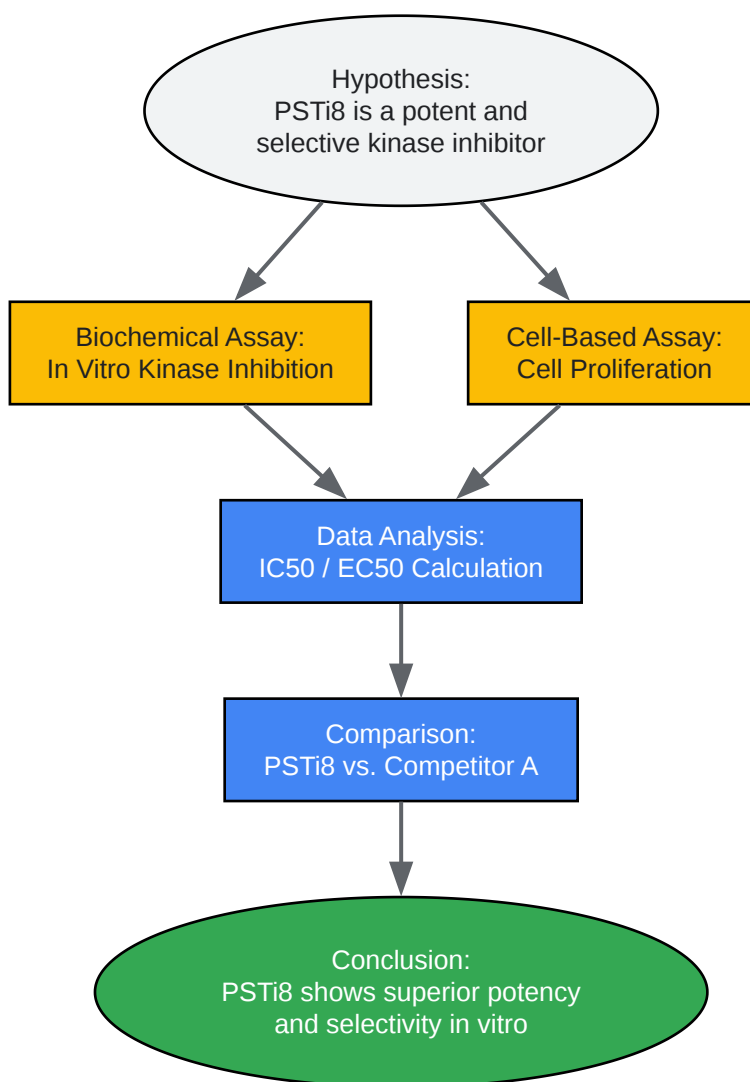 Hypothesis:
PSTi8 is a potent and
selective kinase inhibitor
Biochemical Assay:
In Vitro Kinase Inhibition
Cell-Based Assay:
Cell Proliferation
Data Analysis:
IC50 / EC50 Calculation
Comparison:
PSTi8 vs. Competitor A
Conclusion:
PSTi8 shows superior potency
and selectivity in vitro